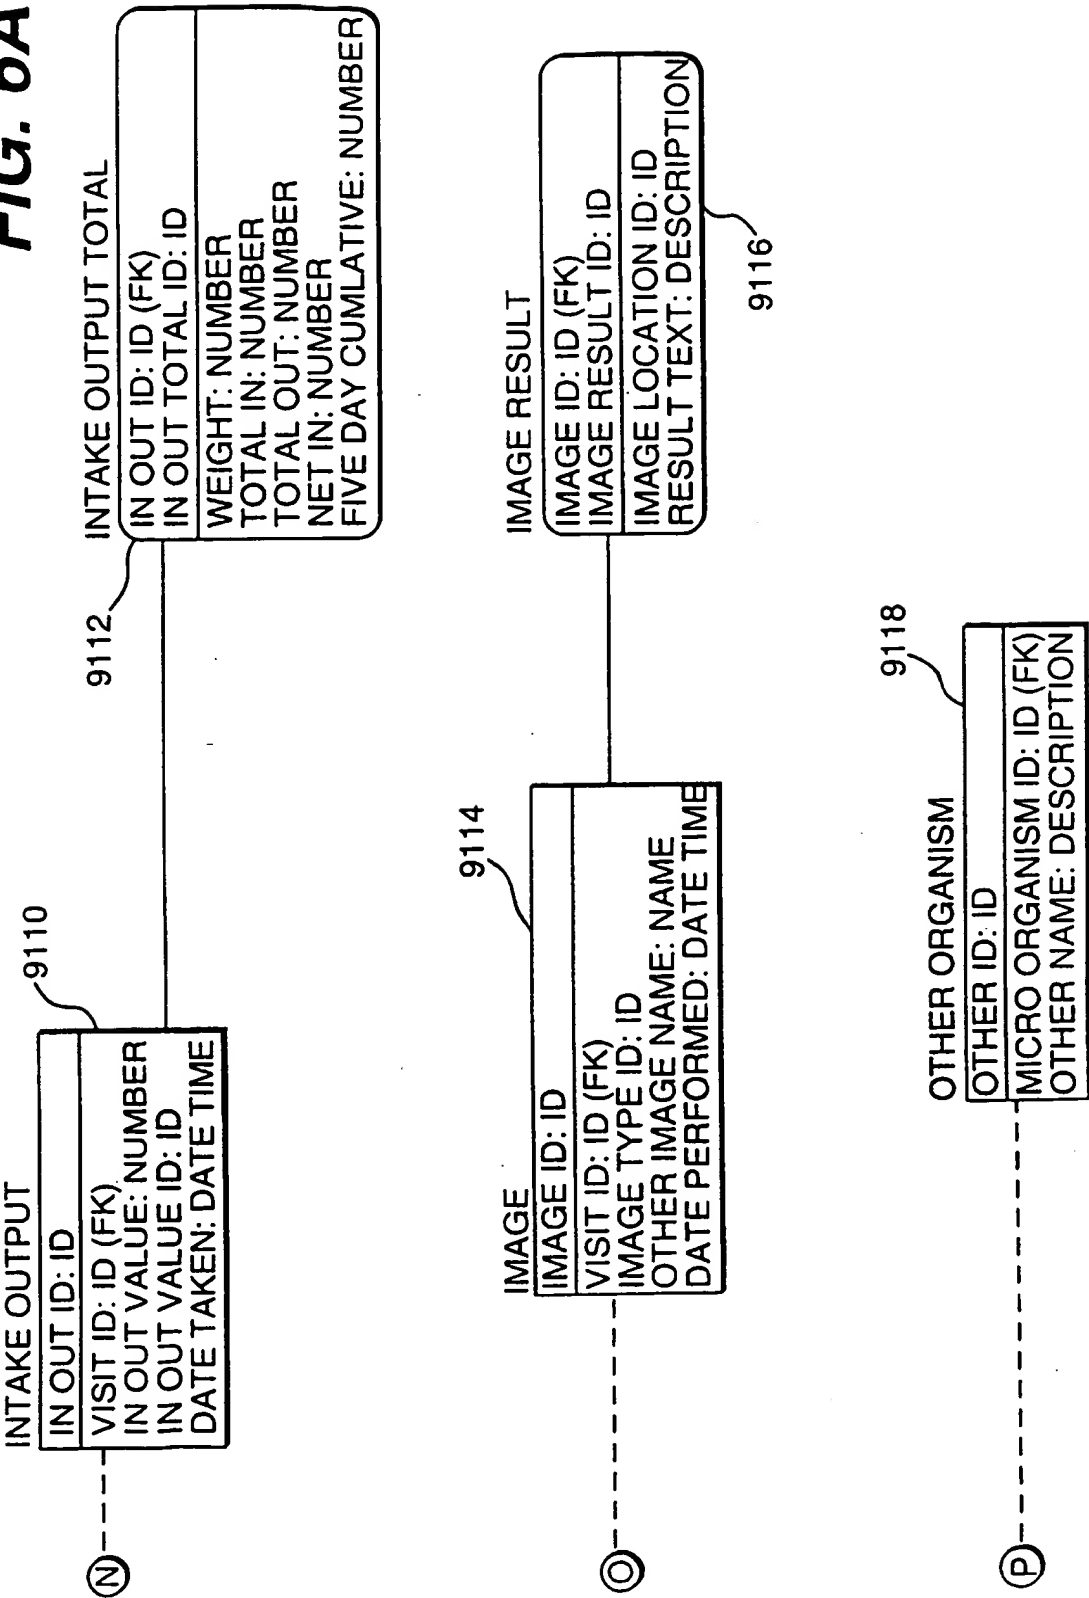 FIG. 6A
INTAKE OUTPUT
9110
IN OUT ID: ID
VISIT ID: ID (FK)
IN OUT VALUE: NUMBER
IN OUT VALUE ID: ID
DATE TAKEN: DATE TIME
N
9112
INTAKE OUTPUT TOTAL
IN OUT ID: ID (FK)
IN OUT TOTAL ID: ID
WEIGHT: NUMBER
TOTAL IN: NUMBER
TOTAL OUT: NUMBER
NET IN: NUMBER
FIVE DAY CUMLATIVE: NUMBER
IMAGE
9114
IMAGE ID: ID
VISIT ID: ID (FK)
IMAGE TYPE ID: ID
OTHER IMAGE NAME: NAME
DATE PERFORMED: DATE TIME
O
IMAGE RESULT
IMAGE ID: ID (FK)
IMAGE RESULT ID: ID
IMAGE LOCATION ID: ID
RESULT TEXT: DESCRIPTION
9116
OTHER ORGANISM
9118
OTHER ID: ID
MICRO ORGANISM ID: ID (FK)
OTHER NAME: DESCRIPTION
P